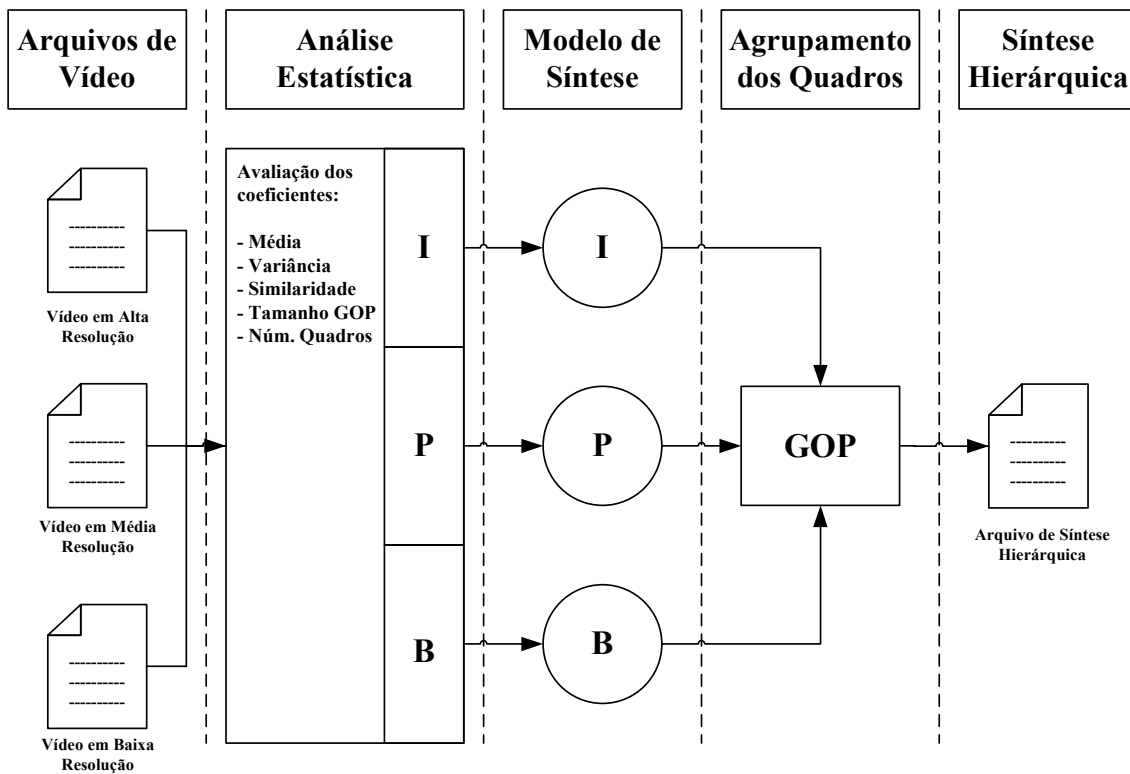 Arquivos de
Vídeo
Análise
Estatística
Modelo de
Síntese
Agrupamento
dos Quadros
Síntese
Hierárquica
Vídeo em Alta
Resolução
Vídeo em Média
Resolução
Vídeo em Baixa
Resolução
Avaliação dos
coeficientes:
- Média
- Variância
- Similaridade
- Tamanho GOP
- Núm. Quadros
I
P
B
I
P
B
GOP
Arquivo de Síntese
Hierárquica